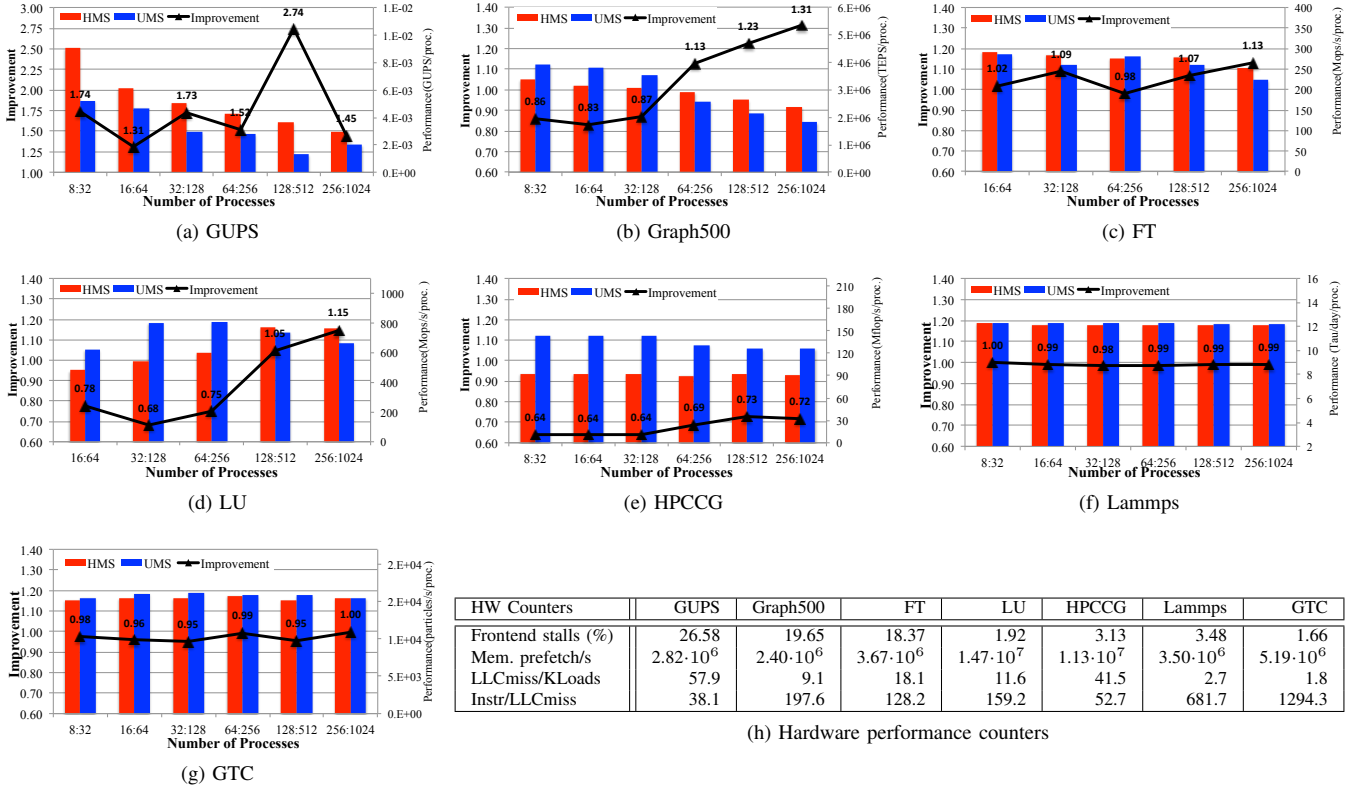 3.00
2.75
2.50
2.25
2.00
1.75
1.50
1.25
1.00
Improvement
HMS UMS Improvement
1.74
1.31
1.73
1.52
2.74
1.45
1.E-02
1.E-02
8.E-03
6.E-03
4.E-03
2.E-03
0.E+00
Performance(GUPS/proc.)
8:32 16:64 32:128 64:256 128:512 256:1024
Number of Processes
(a) GUPS
1.40
1.30
1.20
1.10
1.00
0.90
0.80
0.70
0.60
Improvement
HMS UMS Improvement
0.86
0.83
0.87
1.13
1.23
1.31
6.E+06
5.E+06
4.E+06
3.E+06
2.E+06
1.E+06
0.E+00
Performance(TEPS/proc.)
8:32 16:64 32:128 64:256 128:512 256:1024
Number of Processes
(b) Graph500
1.40
1.30
1.20
1.10
1.00
0.90
0.80
0.70
0.60
Improvement
HMS UMS Improvement
1.02
1.09
0.98
1.07
1.13
400
350
300
250
200
150
100
50
0
Performance(Mops/s/proc.)
16:64 32:128 64:256 128:512 256:1024
Number of Processes
(c) FT
1.40
1.30
1.20
1.10
1.00
0.90
0.80
0.70
0.60
Improvement
HMS UMS Improvement
0.78
0.68
0.75
1.05
1.15
1000
800
600
400
200
0
Performance(Mops/s/proc. )
16:64 32:128 64:256 128:512 256:1024
Number of Processes
(d) LU
1.40
1.30
1.20
1.10
1.00
0.90
0.80
0.70
0.60
Improvement
HMS UMS Improvement
0.64
0.64
0.64
0.69
0.73
0.72
210
180
150
120
90
60
30
0
Performance(Mflop/s/proc.)
8:32 16:64 32:128 64:256 128:512 256:1024
Number of Processes
(e) HPCCG
1.40
1.30
1.20
1.10
1.00
0.90
0.80
0.70
0.60
Improvement
HMS UMS Improvement
1.00
0.99
0.98
0.99
0.99
0.99
16
14
12
10
8
6
4
2
Performance (Tau/day/proc.)
8:32 16:64 32:128 64:256 128:512 256:1024
Number of Processes
(f) Lammps
1.40
1.30
1.20
1.10
1.00
0.90
0.80
0.70
0.60
Improvement
HMS UMS Improvement
0.98
0.96
0.95
0.99
0.95
1.00
2.E+04
2.E+04
1.E+04
5.E+03
0.E+00
Performance(particles/s/proc.)
8:32 16:64 32:128 64:256 128:512 256:1024
Number of Processes
(g) GTC
HW Counters GUPS Graph500 FT LU HPCCG Lammps GTC
Frontend stalls (%) 26.58 19.65 18.37 1.92 3.13 3.48 1.66
Mem. prefetch/s 2.82·10⁶ 2.40·10⁶ 3.67·10⁶ 1.47·10⁷ 1.13·10⁷ 3.50·10⁶ 5.19·10⁶
LLCmiss/KLoads 57.9 9.1 18.1 11.6 41.5 2.7 1.8
Instr/LLCmiss 38.1 197.6 128.2 159.2 52.7 681.7 1294.3
(h) Hardware performance counters